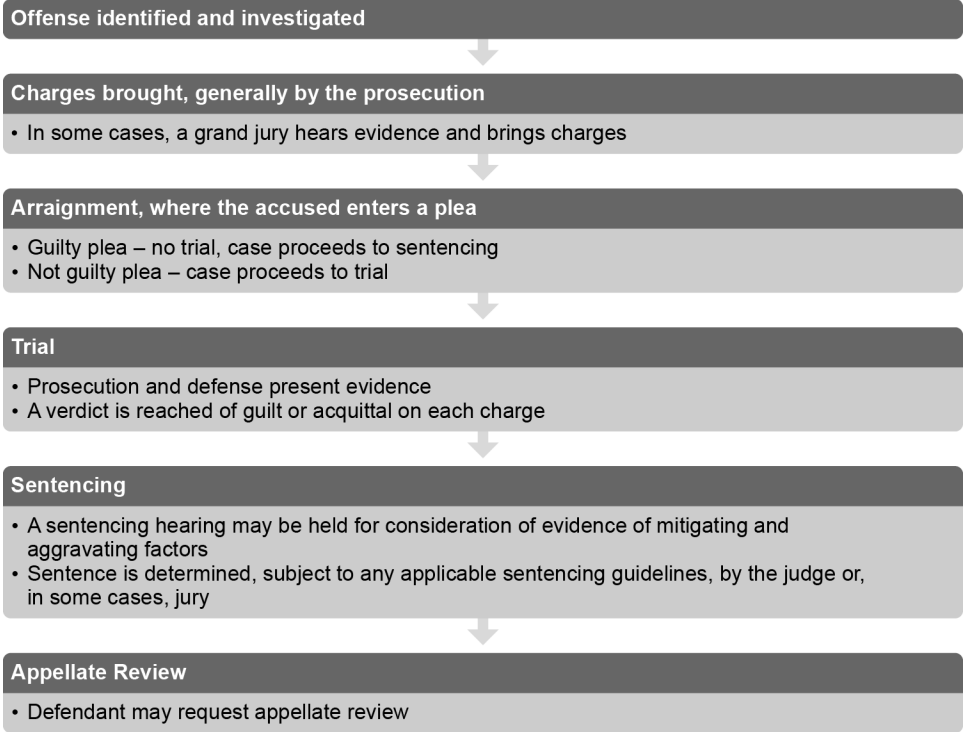 Offense identified and investigated
Charges brought, generally by the prosecution
• In some cases, a grand jury hears evidence and brings charges
Arraignment, where the accused enters a plea
• Guilty plea – no trial, case proceeds to sentencing
• Not guilty plea – case proceeds to trial
Trial
• Prosecution and defense present evidence
• A verdict is reached of guilt or acquittal on each charge
Sentencing
• A sentencing hearing may be held for consideration of evidence of mitigating and
aggravating factors
• Sentence is determined, subject to any applicable sentencing guidelines, by the judge or,
in some cases, jury
Appellate Review
• Defendant may request appellate review